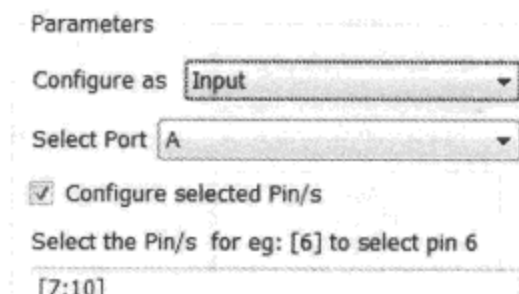 Parameters
Configure as Input
Select Port A
Configure selected Pin/s
Select the Pin/s for eg: [6] to select pin 6
[7:10]